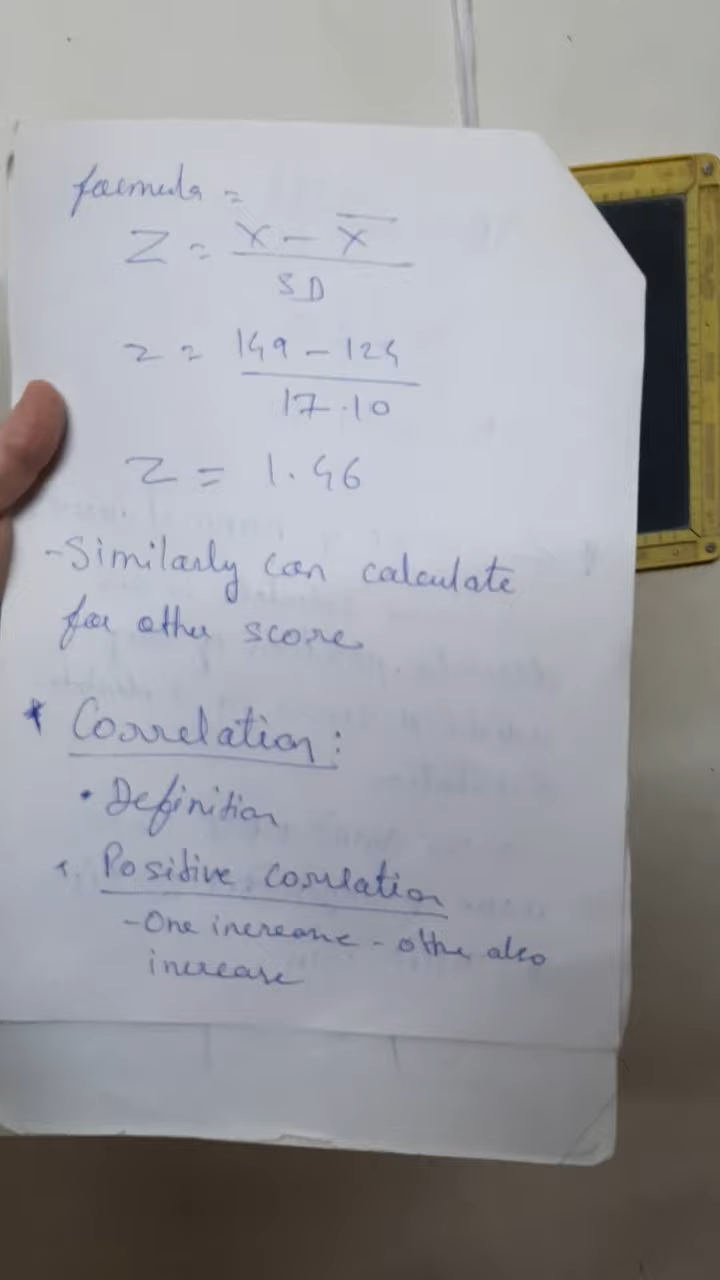 formula =
Z = X - X̅
SD
z = 149 - 124
17.10
Z = 1.46
- Similarly can calculate
for other score
* Correlation:
• Definition
1. Positive correlation
- One increase - othe also
increase